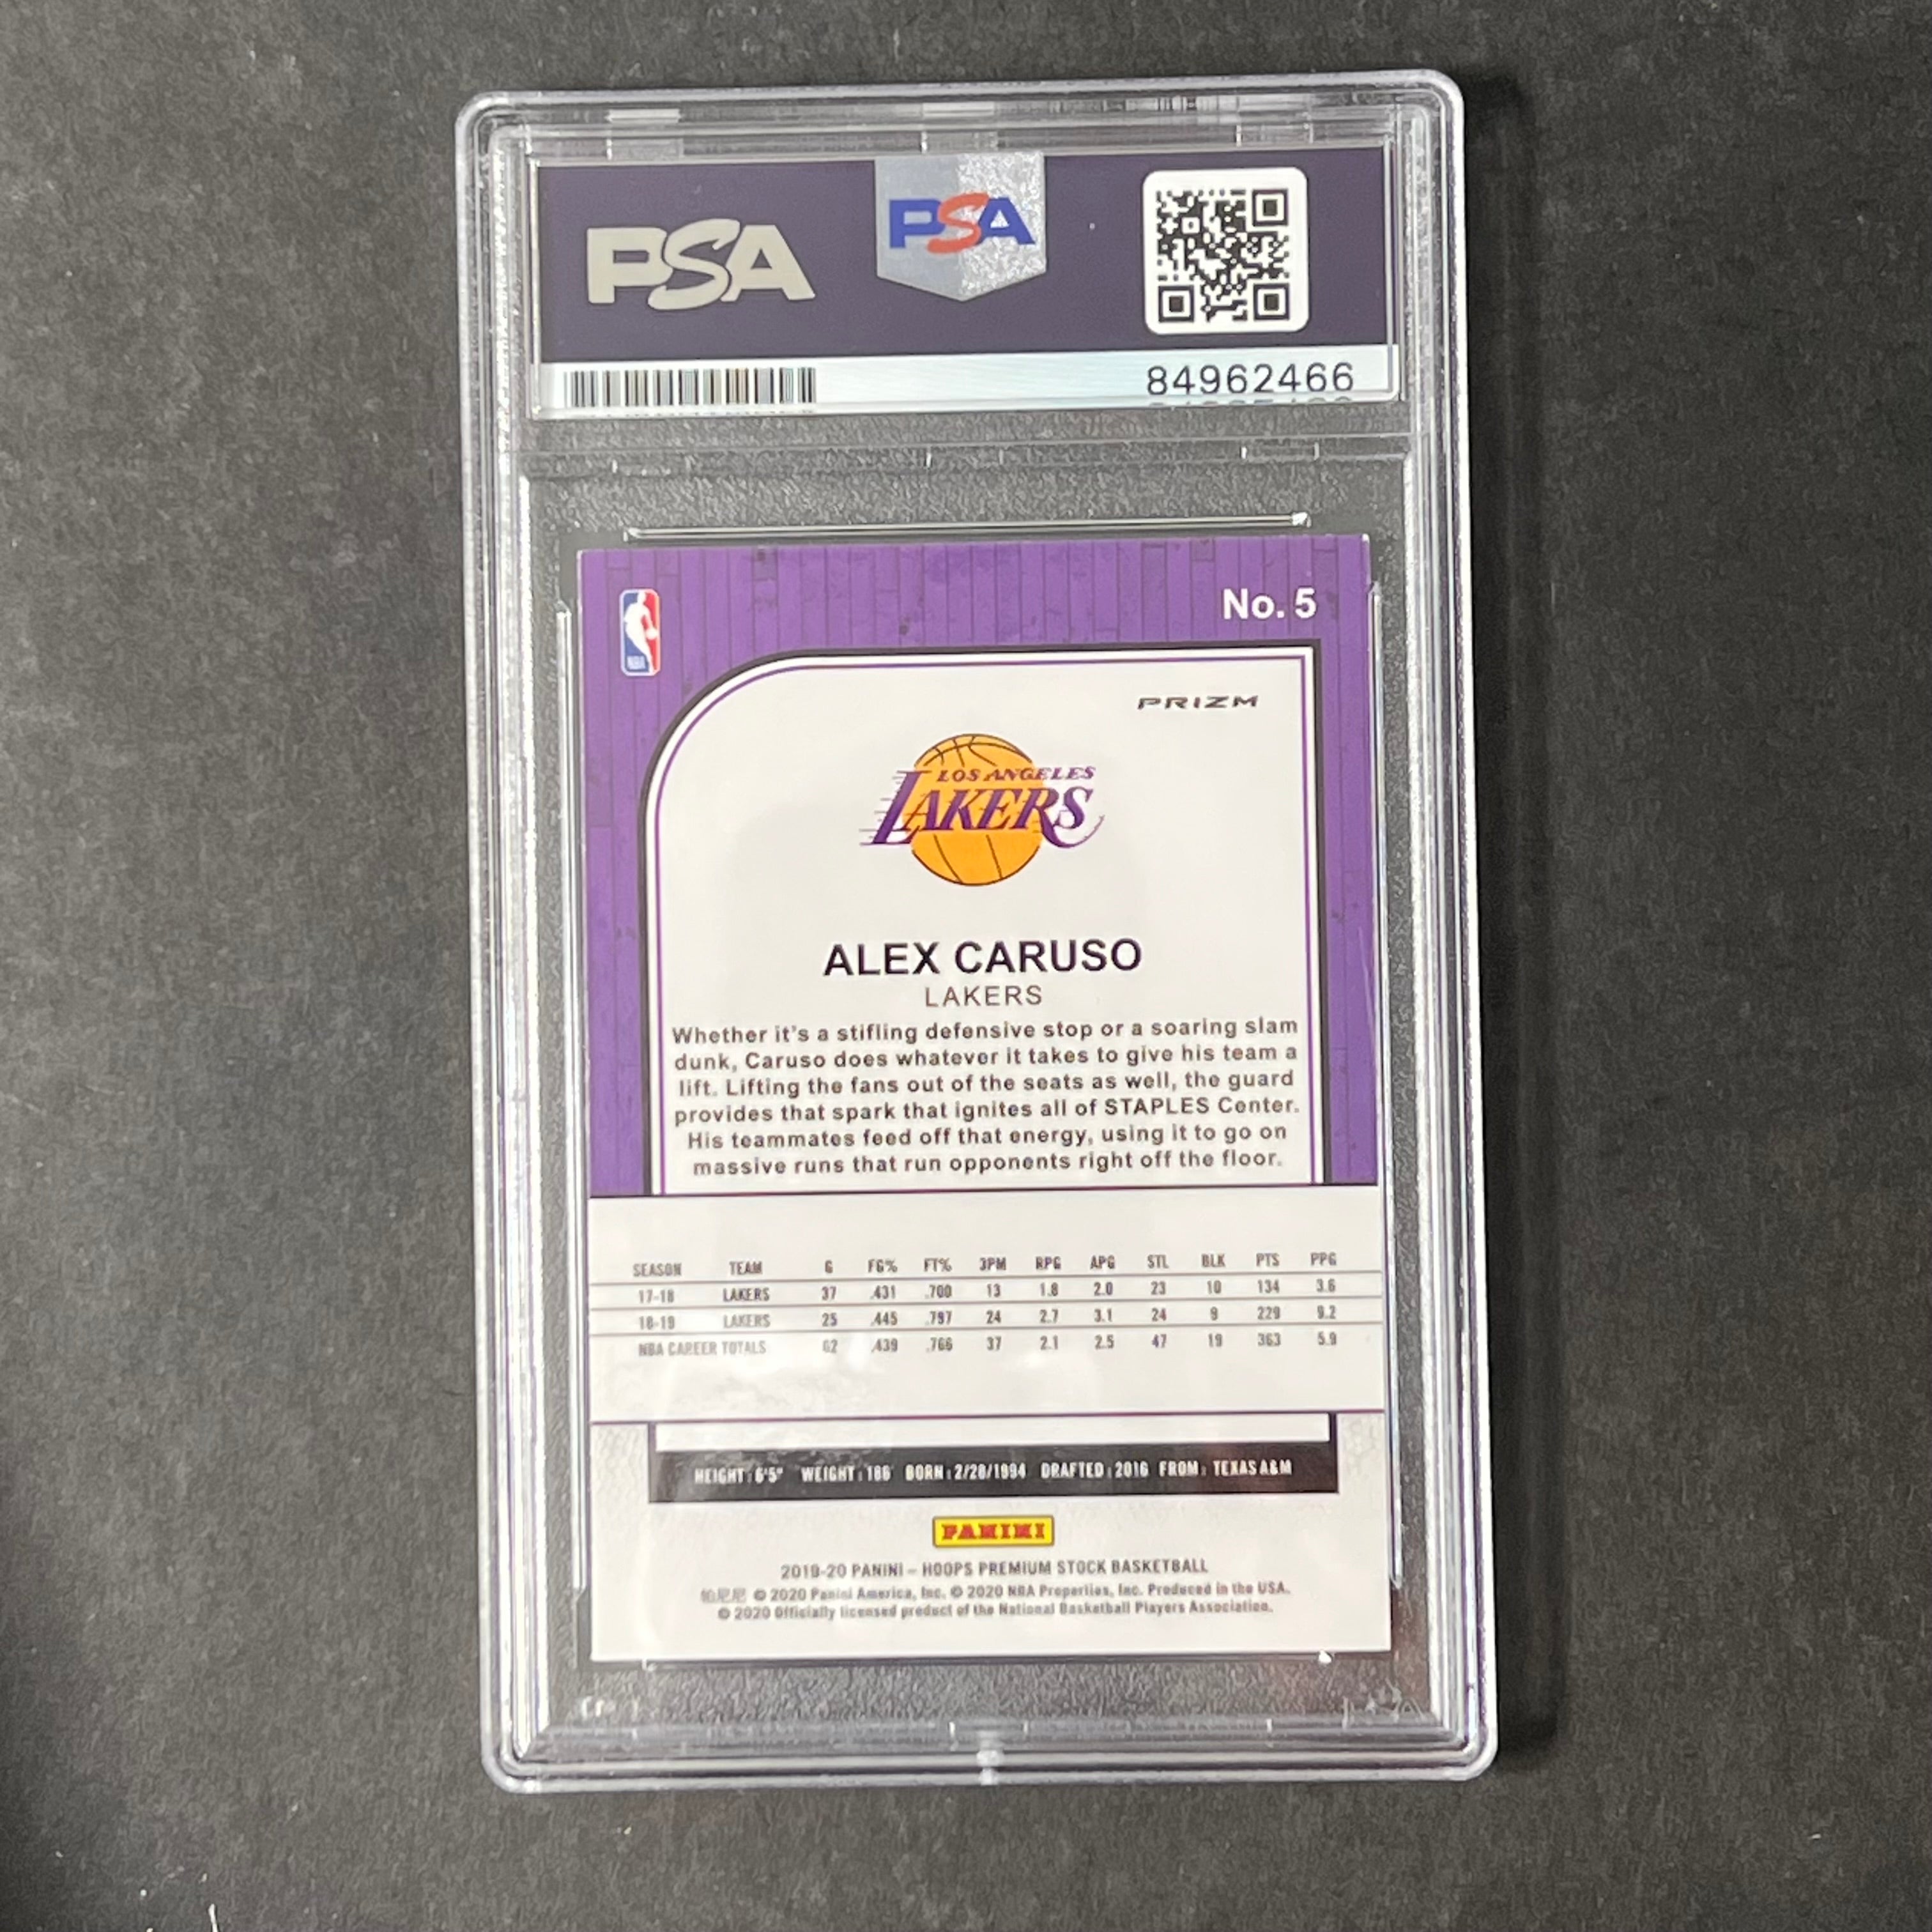 PSA
PSA
84962466
NBA
No. 5
PRIZM
LOS ANGELES
LAKERS
ALEX CARUSO
LAKERS
Whether it's a stifling defensive stop or a soaring slam
dunk, Caruso does whatever it takes to give his team a
lift. Lifting the fans out of the seats as well, the guard
provides that spark that ignites all of STAPLES Center.
His teammates feed off that energy, using it to go on
massive runs that run opponents right off the floor.
SEASON TEAM G FG% FT% 3PM RPG APG STL BLK PTS PPG
17-18 LAKERS 37 .431 .700 13 1.8 2.0 23 10 134 3.6
18-19 LAKERS 25 .445 .797 24 2.7 3.1 24 9 229 9.2
NBA CAREER TOTALS 62 .439 .766 37 2.1 2.5 47 19 363 5.9
HEIGHT: 6'5" WEIGHT: 186 BORN: 2/28/1994 DRAFTED: 2016 FROM: TEXAS A&M
PANINI
2019-20 PANINI – HOOPS PREMIUM STOCK BASKETBALL
帕尼尼 © 2020 Panini America, Inc. © 2020 NBA Properties, Inc. Produced in the USA.
© 2020 Officially licensed product of the National Basketball Players Association.